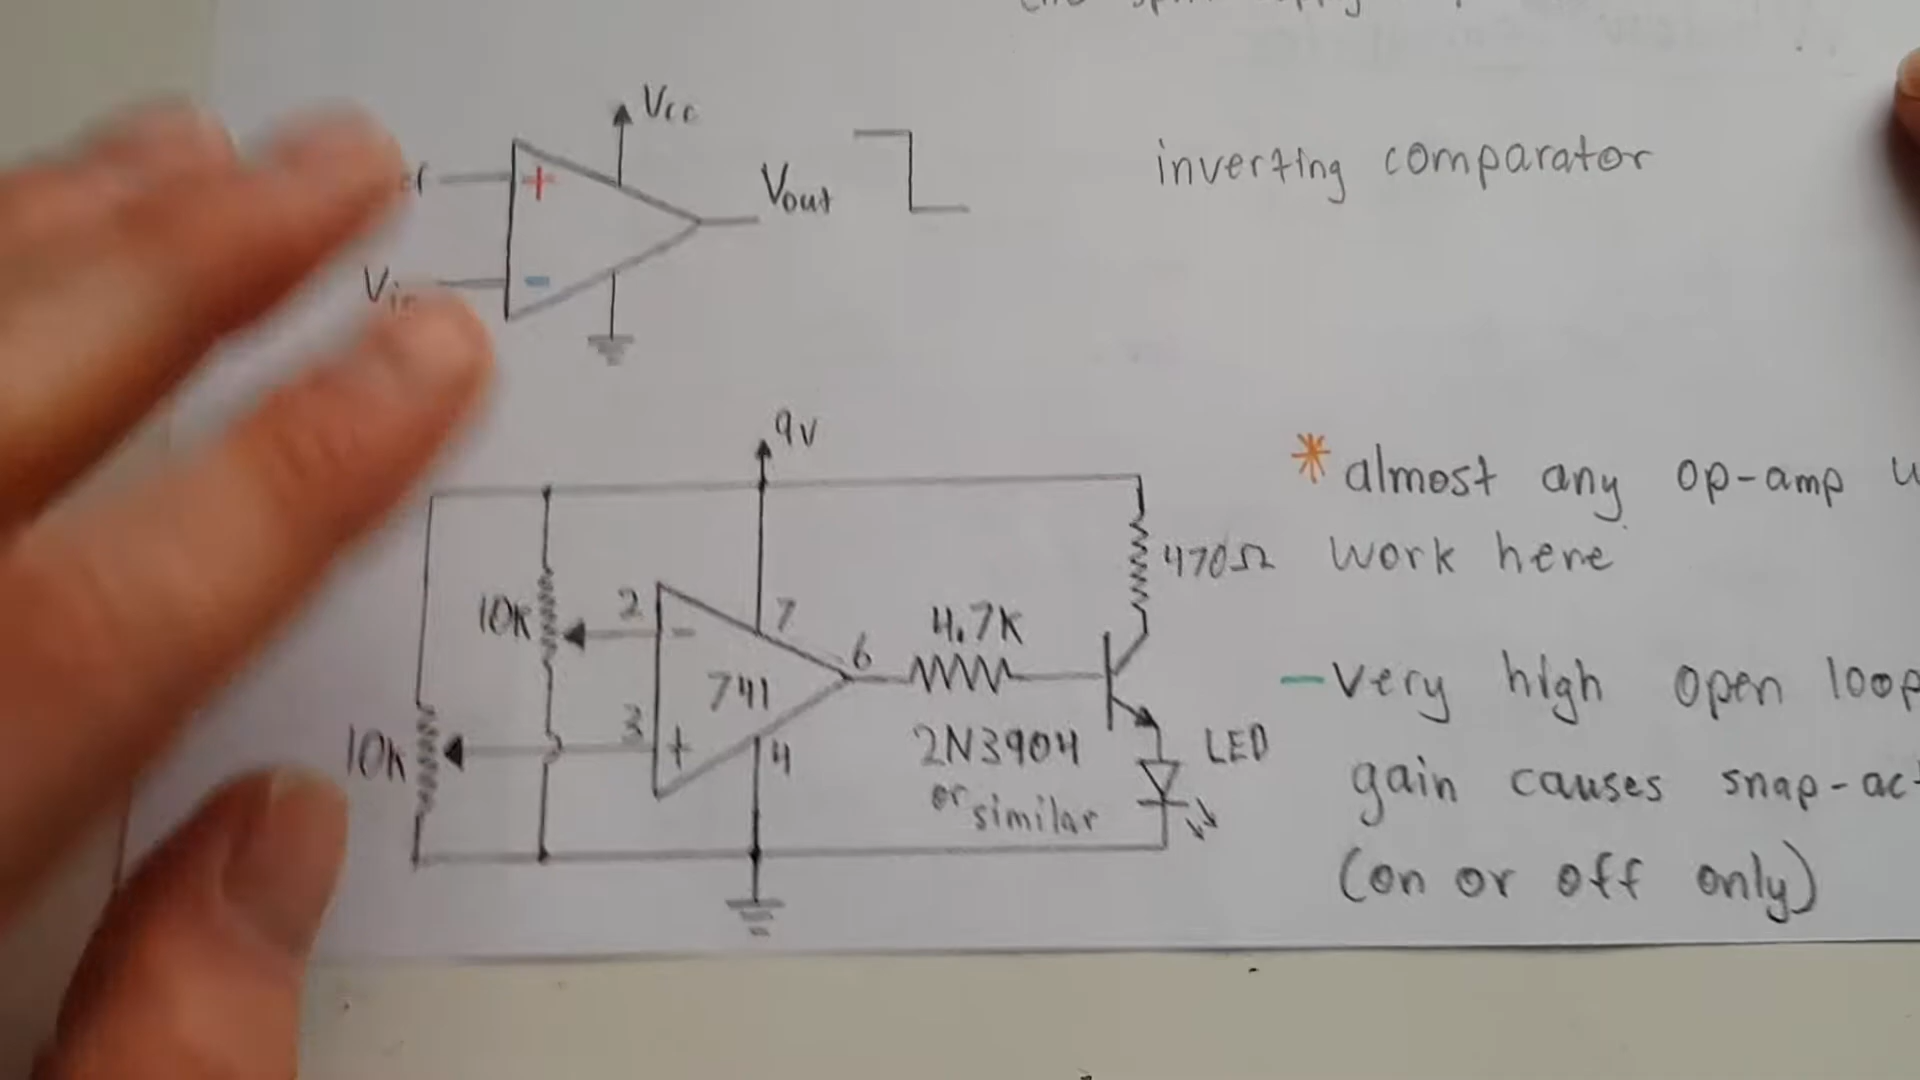 Vcc
+
Vout
inverting comparator
-
9V
* almost any op-amp
470Ω
work here
10K
2
-
7
6
4.7K
741
-very high open loop
3
+
4
2N3904
LED
10K
or similar
gain causes snap-
(on or off only)